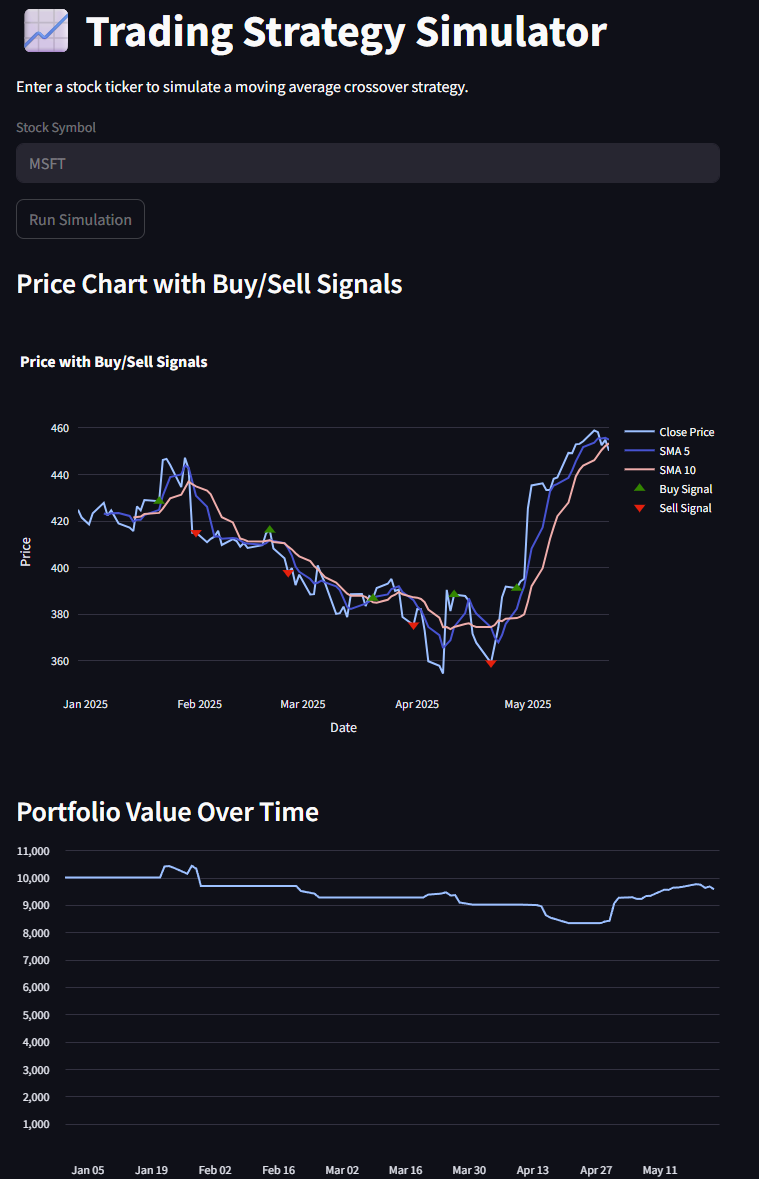 Trading Strategy Simulator
Enter a stock ticker to simulate a moving average crossover strategy.
Stock Symbol
MSFT
Run Simulation
Price Chart with Buy/Sell Signals
Price with Buy/Sell Signals
460
440
420
400
380
360
Price
Jan 2025 Feb 2025 Mar 2025 Apr 2025 May 2025
Date
Close Price
SMA 5
SMA 10
Buy Signal
Sell Signal
Portfolio Value Over Time
11,000
10,000
9,000
8,000
7,000
6,000
5,000
4,000
3,000
2,000
1,000
Jan 05 Jan 19 Feb 02 Feb 16 Mar 02 Mar 16 Mar 30 Apr 13 Apr 27 May 11